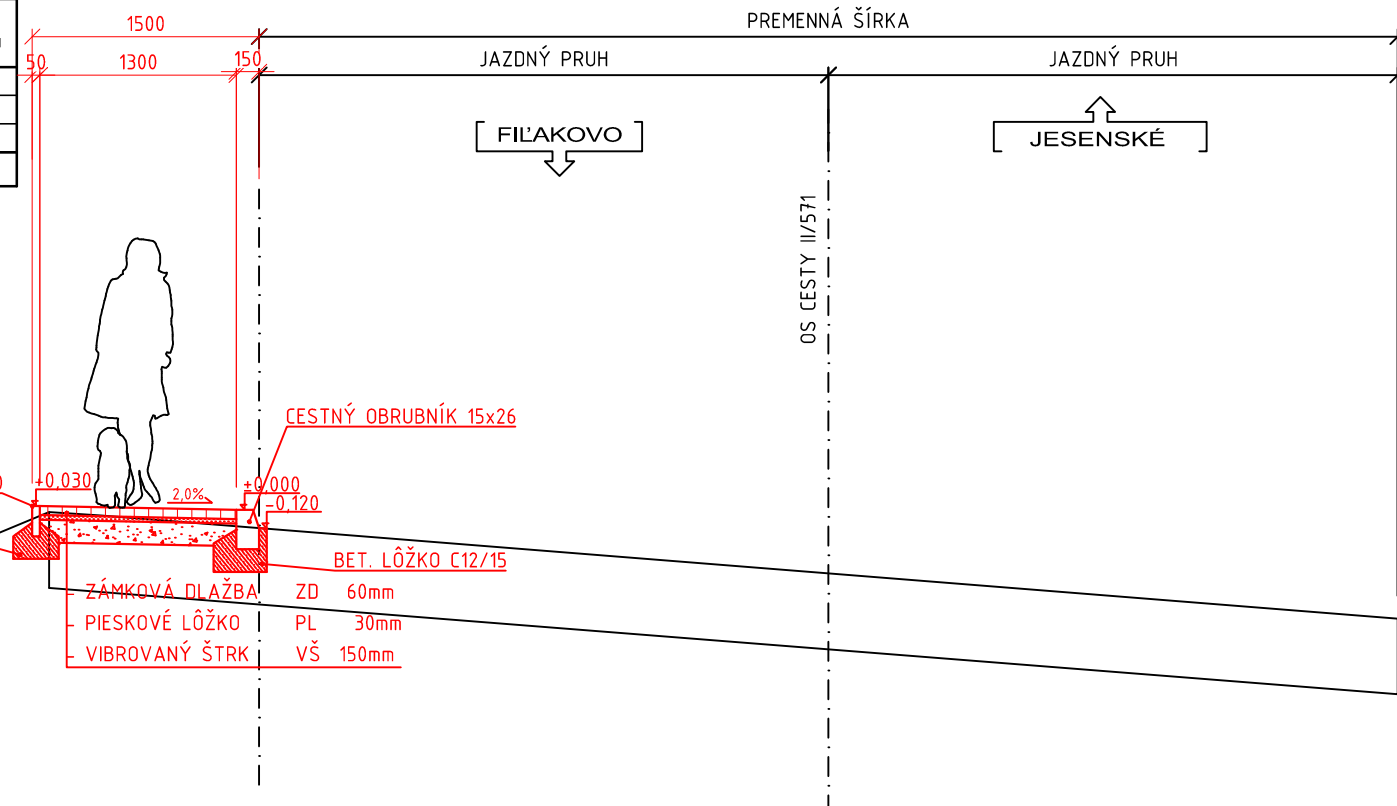 1500
PREMENNÁ ŠÍRKA
50
1300
150
JAZDNÝ PRUH
JAZDNÝ PRUH
FIĽAKOVO
JESENSKÉ
OS CESTY II/571
CESTNÝ OBRUBNÍK 15x26
+0,030
2,0%
±0,000
-0,120
BET. LÔŽKO C12/15
ZÁMKOVÁ DLAŽBA ZD 60mm
PIESKOVÉ LÔŽKO PL 30mm
VIBROVANÝ ŠTRK VŠ 150mm